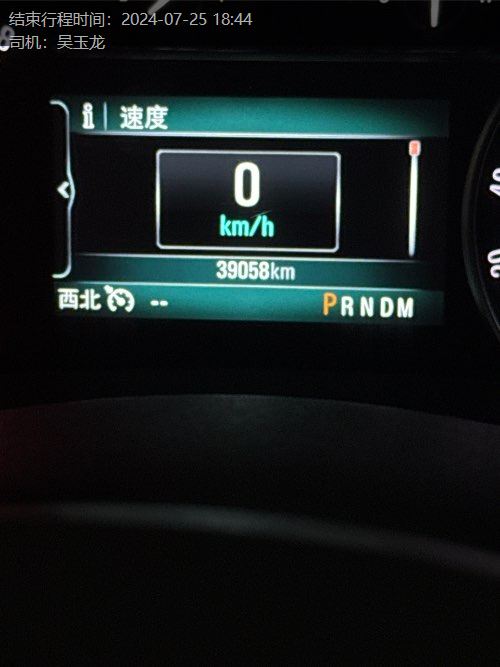 结束行程时间：2024-07-25 18:44
司机：吴玉龙
i 速度
0
km/h
39058km
西北 -- PRNDM